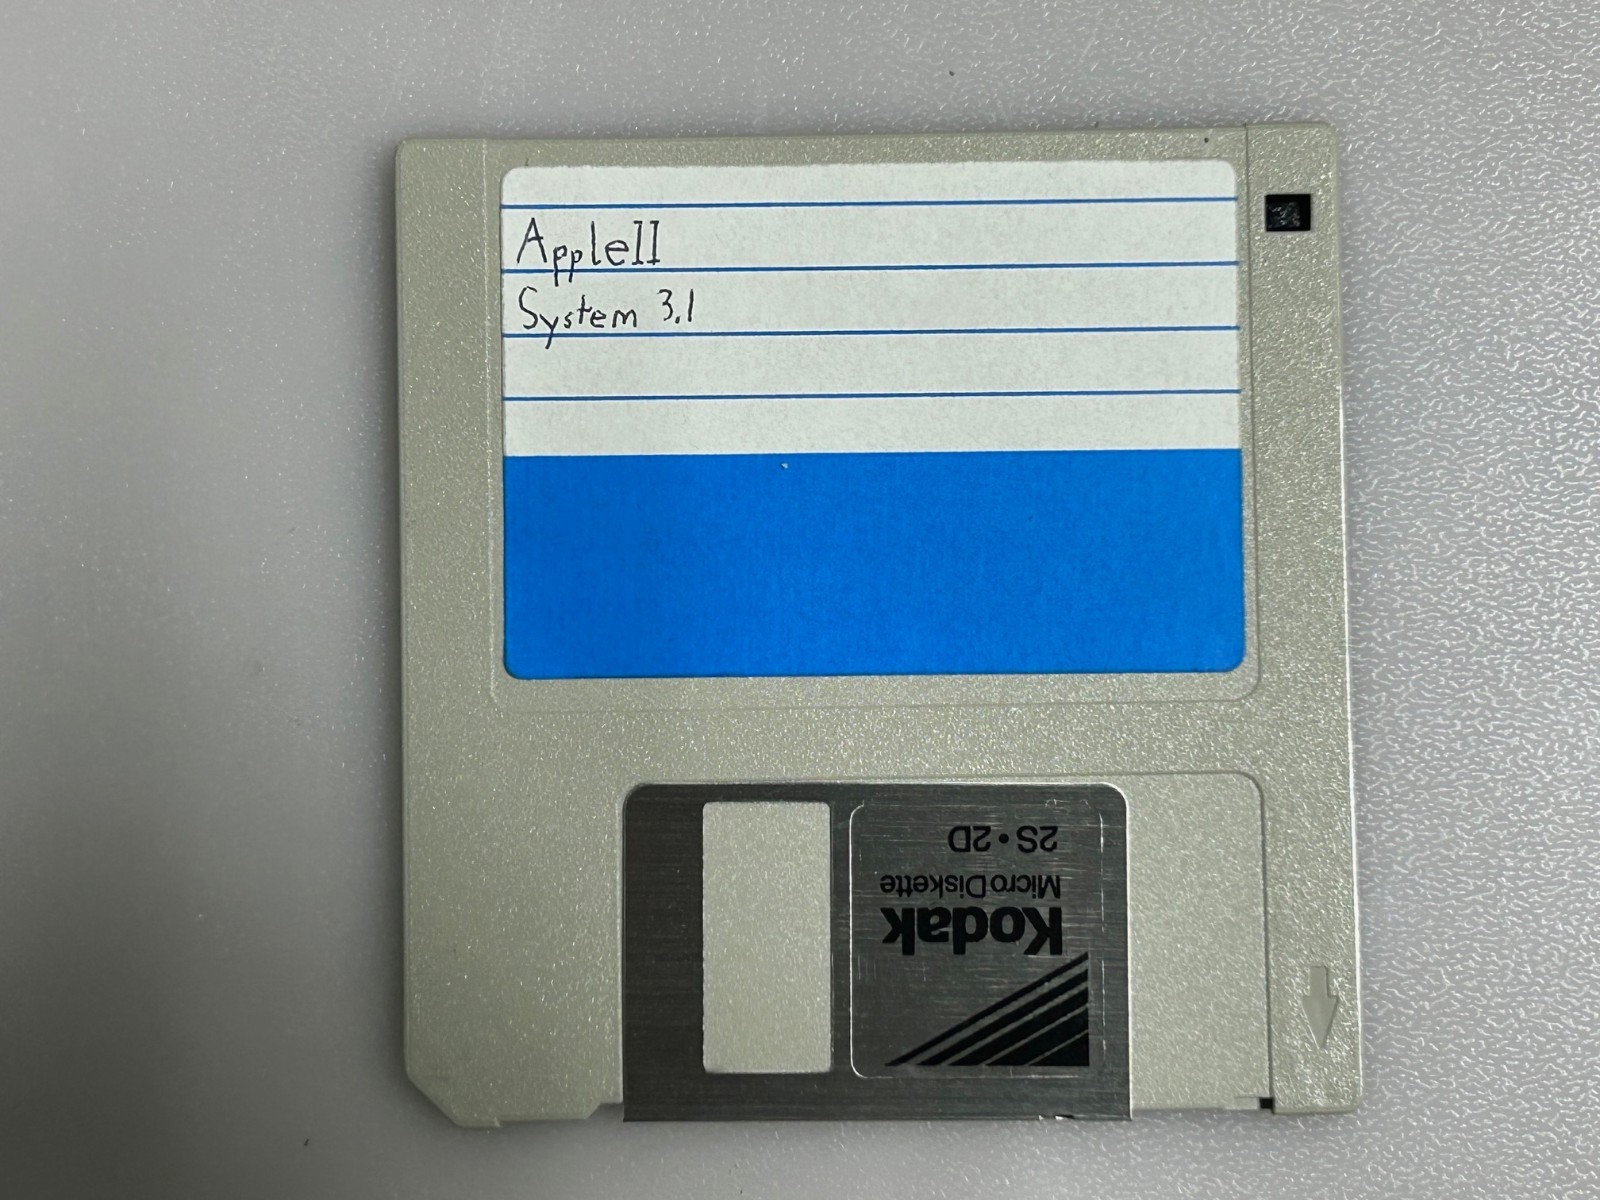 AppleII
System 3.1
2S•2D
Micro Diskette
Kodak